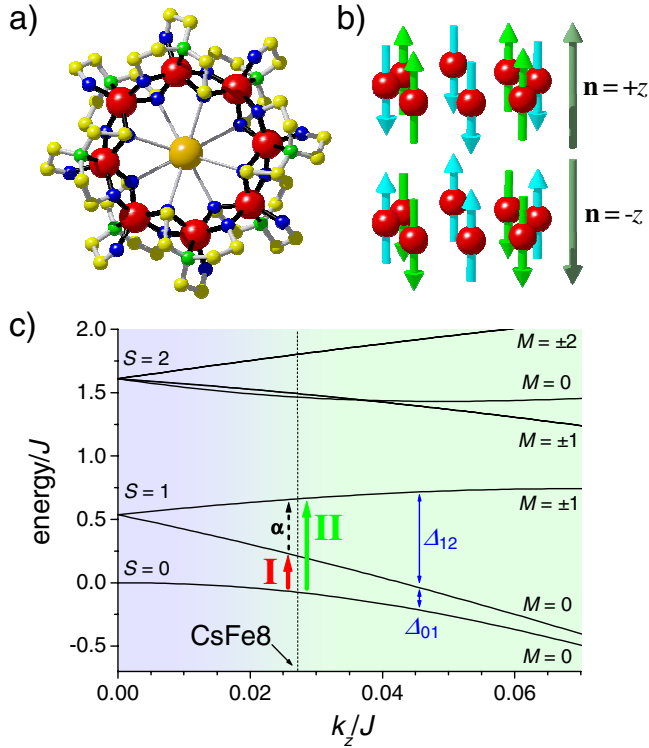 a)
b)
n = +z
n = -z
c)
2.0
1.5
1.0
0.5
0.0
-0.5
energy/J
S = 2
S = 1
S = 0
M = ±2
M = 0
M = ±1
M = ±1
M = 0
M = 0
α
I
II
Δ12
Δ01
CsFe8
0.00
0.02
0.04
0.06
kz/J